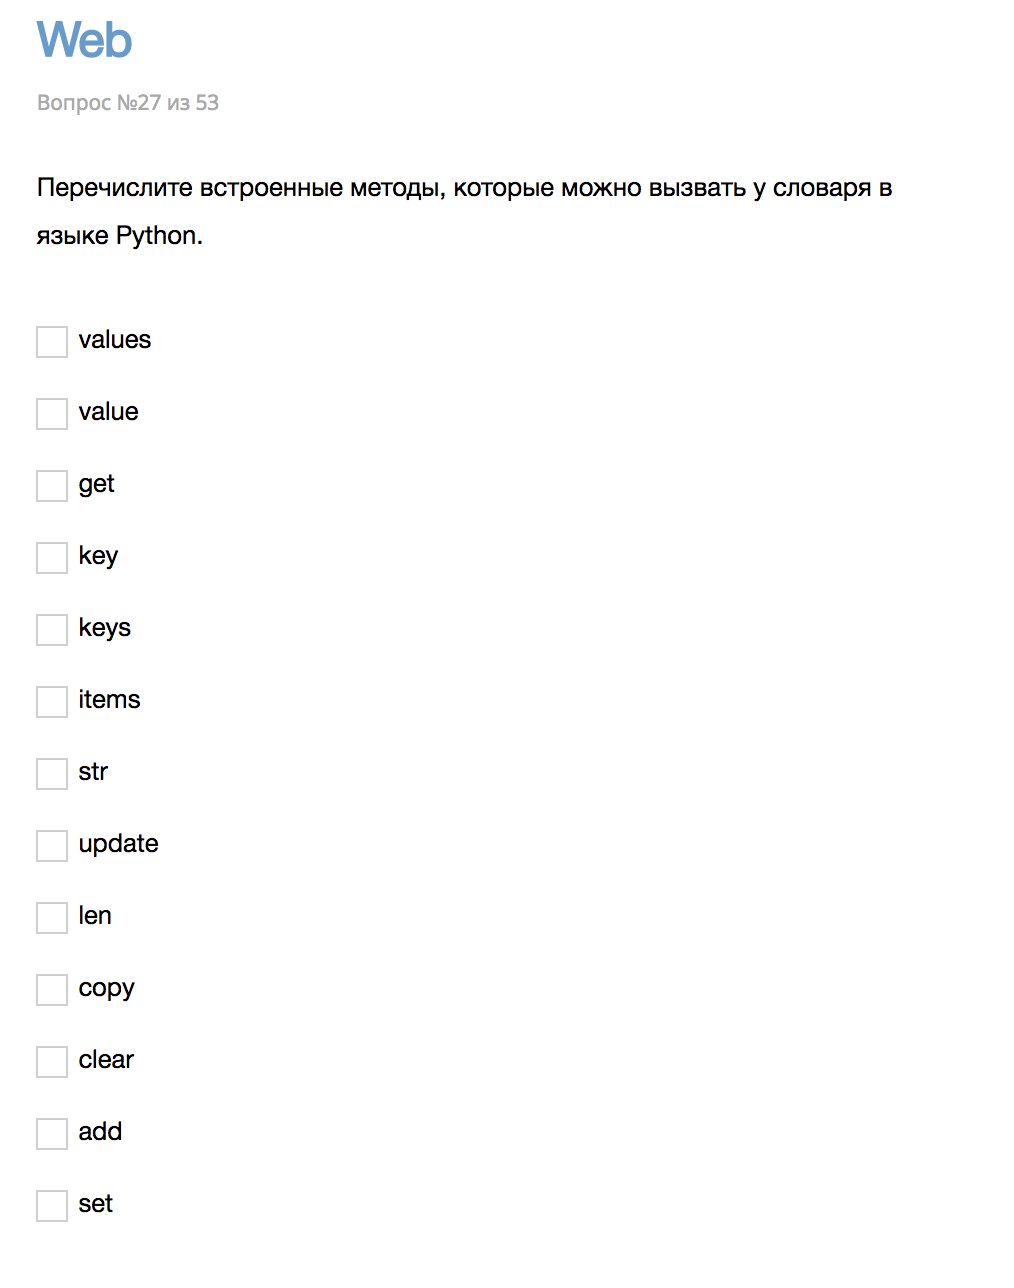 Web
Вопрос №27 из 53
Перечислите встроенные методы, которые можно вызвать у словаря в
языке Python.
values
value
get
key
keys
items
str
update
len
copy
clear
add
set